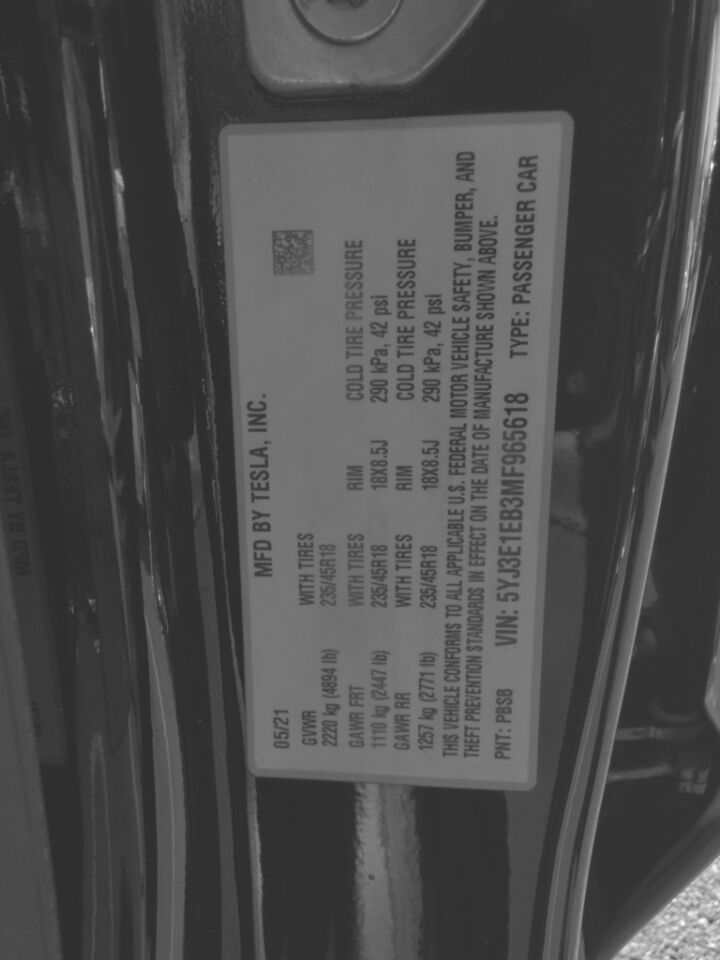 MFD BY TESLA, INC.
05/21
GVWR WITH TIRES
2220 kg (4894 lb) 235/45R18
GAWR FRT WITH TIRES RIM COLD TIRE PRESSURE
1110 kg (2447 lb) 235/45R18 18X8.5J 290 kPa, 42 psi
GAWR RR WITH TIRES RIM COLD TIRE PRESSURE
1257 kg (2771 lb) 235/45R18 18X8.5J 290 kPa, 42 psi
THIS VEHICLE CONFORMS TO ALL APPLICABLE U.S. FEDERAL MOTOR VEHICLE SAFETY, BUMPER, AND
THEFT PREVENTION STANDARDS IN EFFECT ON THE DATE OF MANUFACTURE SHOWN ABOVE.
PNT: PBSB VIN: 5YJ3E1EB3MF965618 TYPE: PASSENGER CAR